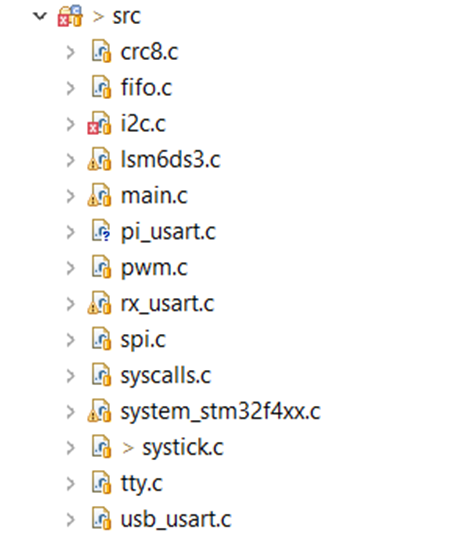 > src
crc8.c
fifo.c
i2c.c
lsm6ds3.c
main.c
pi_usart.c
pwm.c
rx_usart.c
spi.c
syscalls.c
system_stm32f4xx.c
> systick.c
tty.c
usb_usart.c